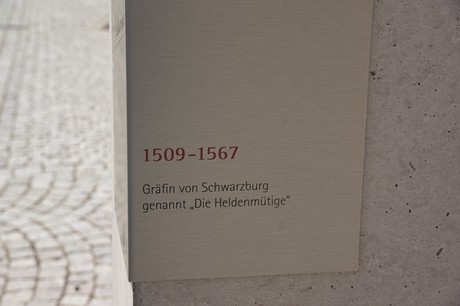 1509-1567
Gräfin von Schwarzburg
genannt „Die Heldenmütige"